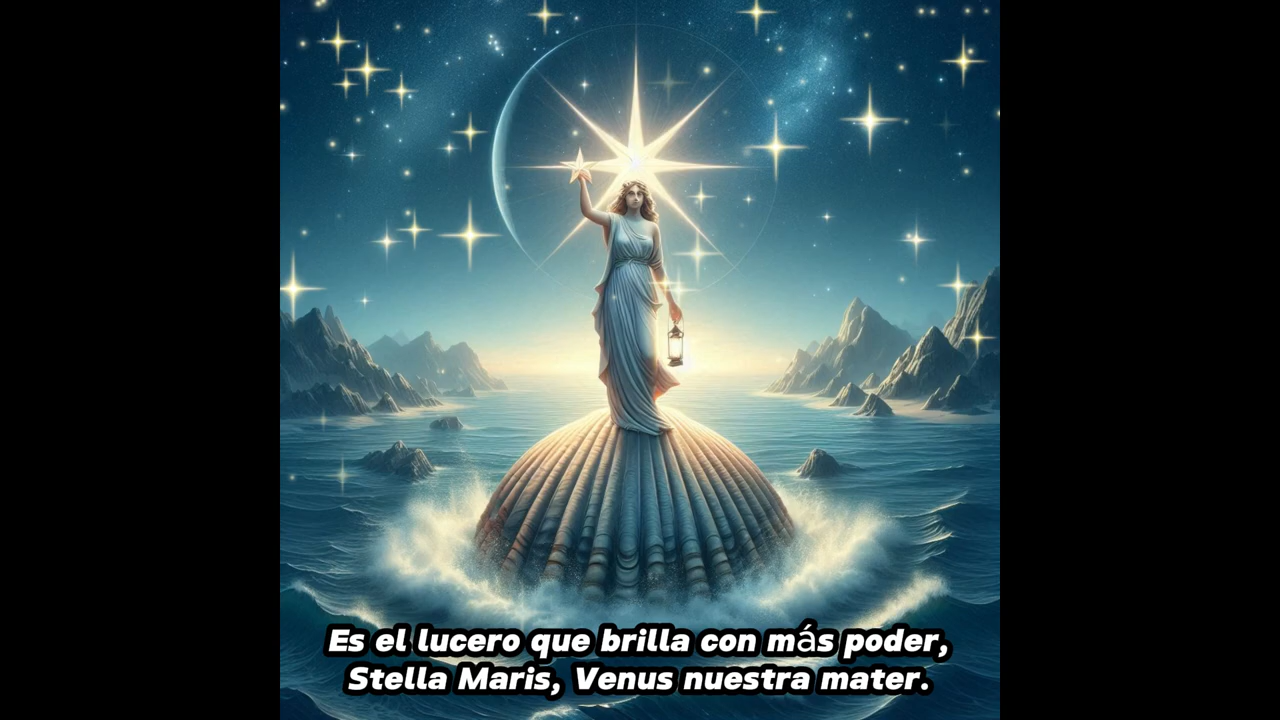 Es el lucero que brilla con más poder,
Stella Maris, Venus nuestra mater.